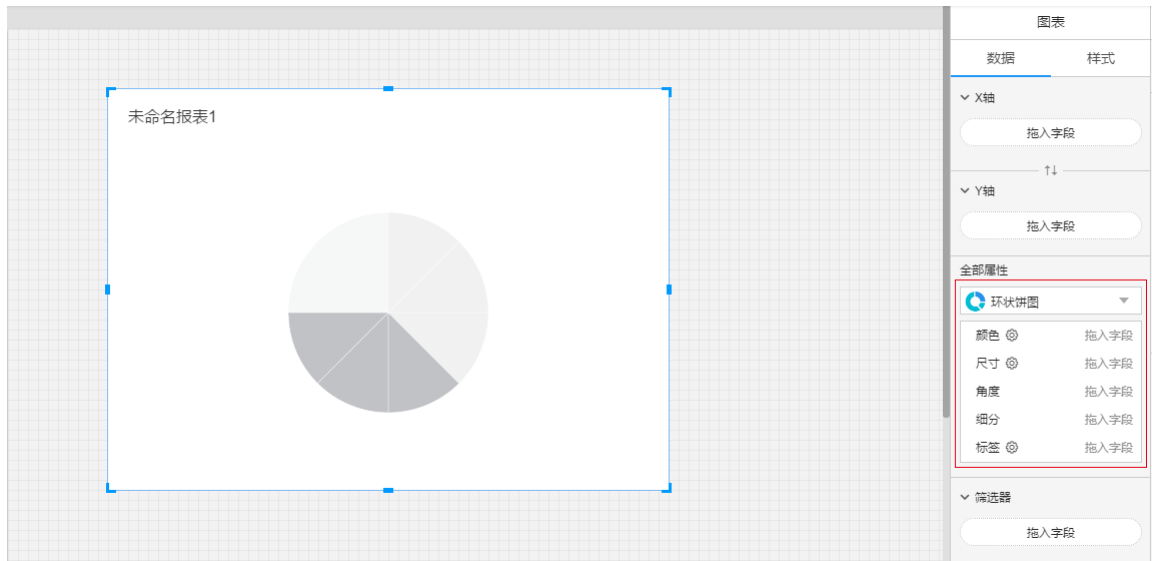 图表
数据 样式
X轴
拖入字段
Y轴
拖入字段
全部属性
环状饼图
颜色 拖入字段
尺寸 拖入字段
角度 拖入字段
细分 拖入字段
标签 拖入字段
筛选器
拖入字段
未命名报表1